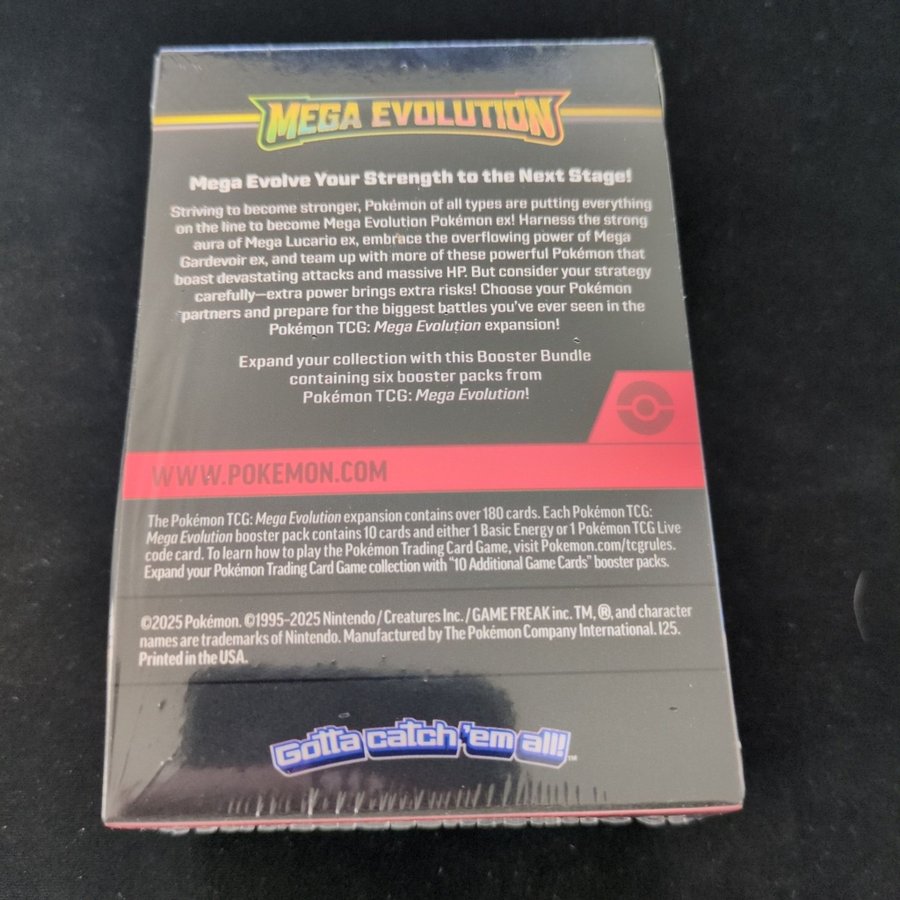 MEGA EVOLUTION
Mega Evolve Your Strength to the Next Stage!
Striving to become stronger, Pokémon of all types are putting everything
on the line to become Mega Evolution Pokémon ex! Harness the strong
aura of Mega Lucario ex, embrace the overflowing power of Mega
Gardevoir ex, and team up with more of these powerful Pokémon that
boast devastating attacks and massive HP. But consider your strategy
carefully—extra power brings extra risks! Choose your Pokémon
partners and prepare for the biggest battles you've ever seen in the
Pokémon TCG: Mega Evolution expansion!
Expand your collection with this Booster Bundle
containing six booster packs from
Pokémon TCG: Mega Evolution!
WWW.POKEMON.COM
The Pokémon TCG: Mega Evolution expansion contains over 180 cards. Each Pokémon TCG:
Mega Evolution booster pack contains 10 cards and either 1 Basic Energy or 1 Pokémon TCG Live
code card. To learn how to play the Pokémon Trading Card Game, visit Pokemon.com/tcgrules.
Expand your Pokémon Trading Card Game collection with “10 Additional Game Cards” booster packs.
©2025 Pokémon. ©1995–2025 Nintendo / Creatures Inc. / GAME FREAK inc. TM, ®, and character
names are trademarks of Nintendo. Manufactured by The Pokémon Company International. 125.
Printed in the USA.
Gotta catch 'em all!™